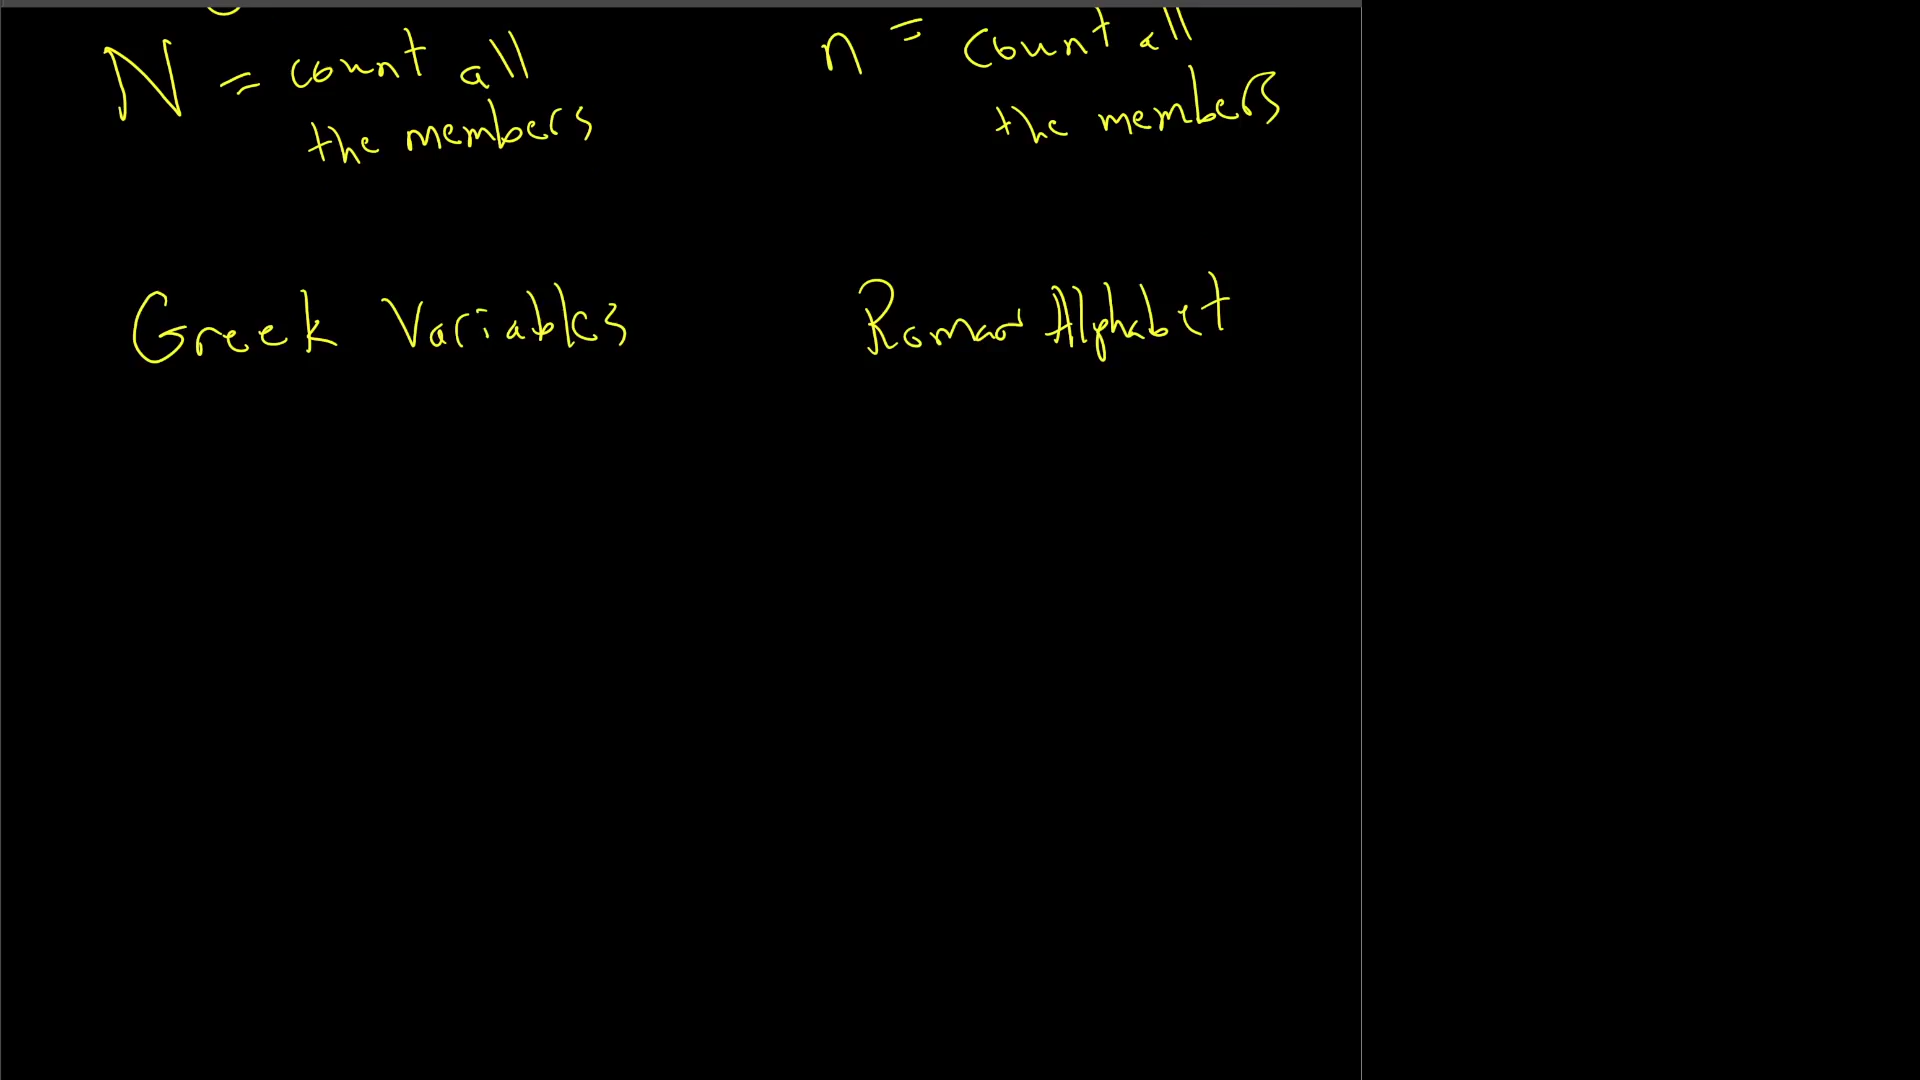 N = count all
the members
n = count all
the members
Greek Variables
Roman Alphabet